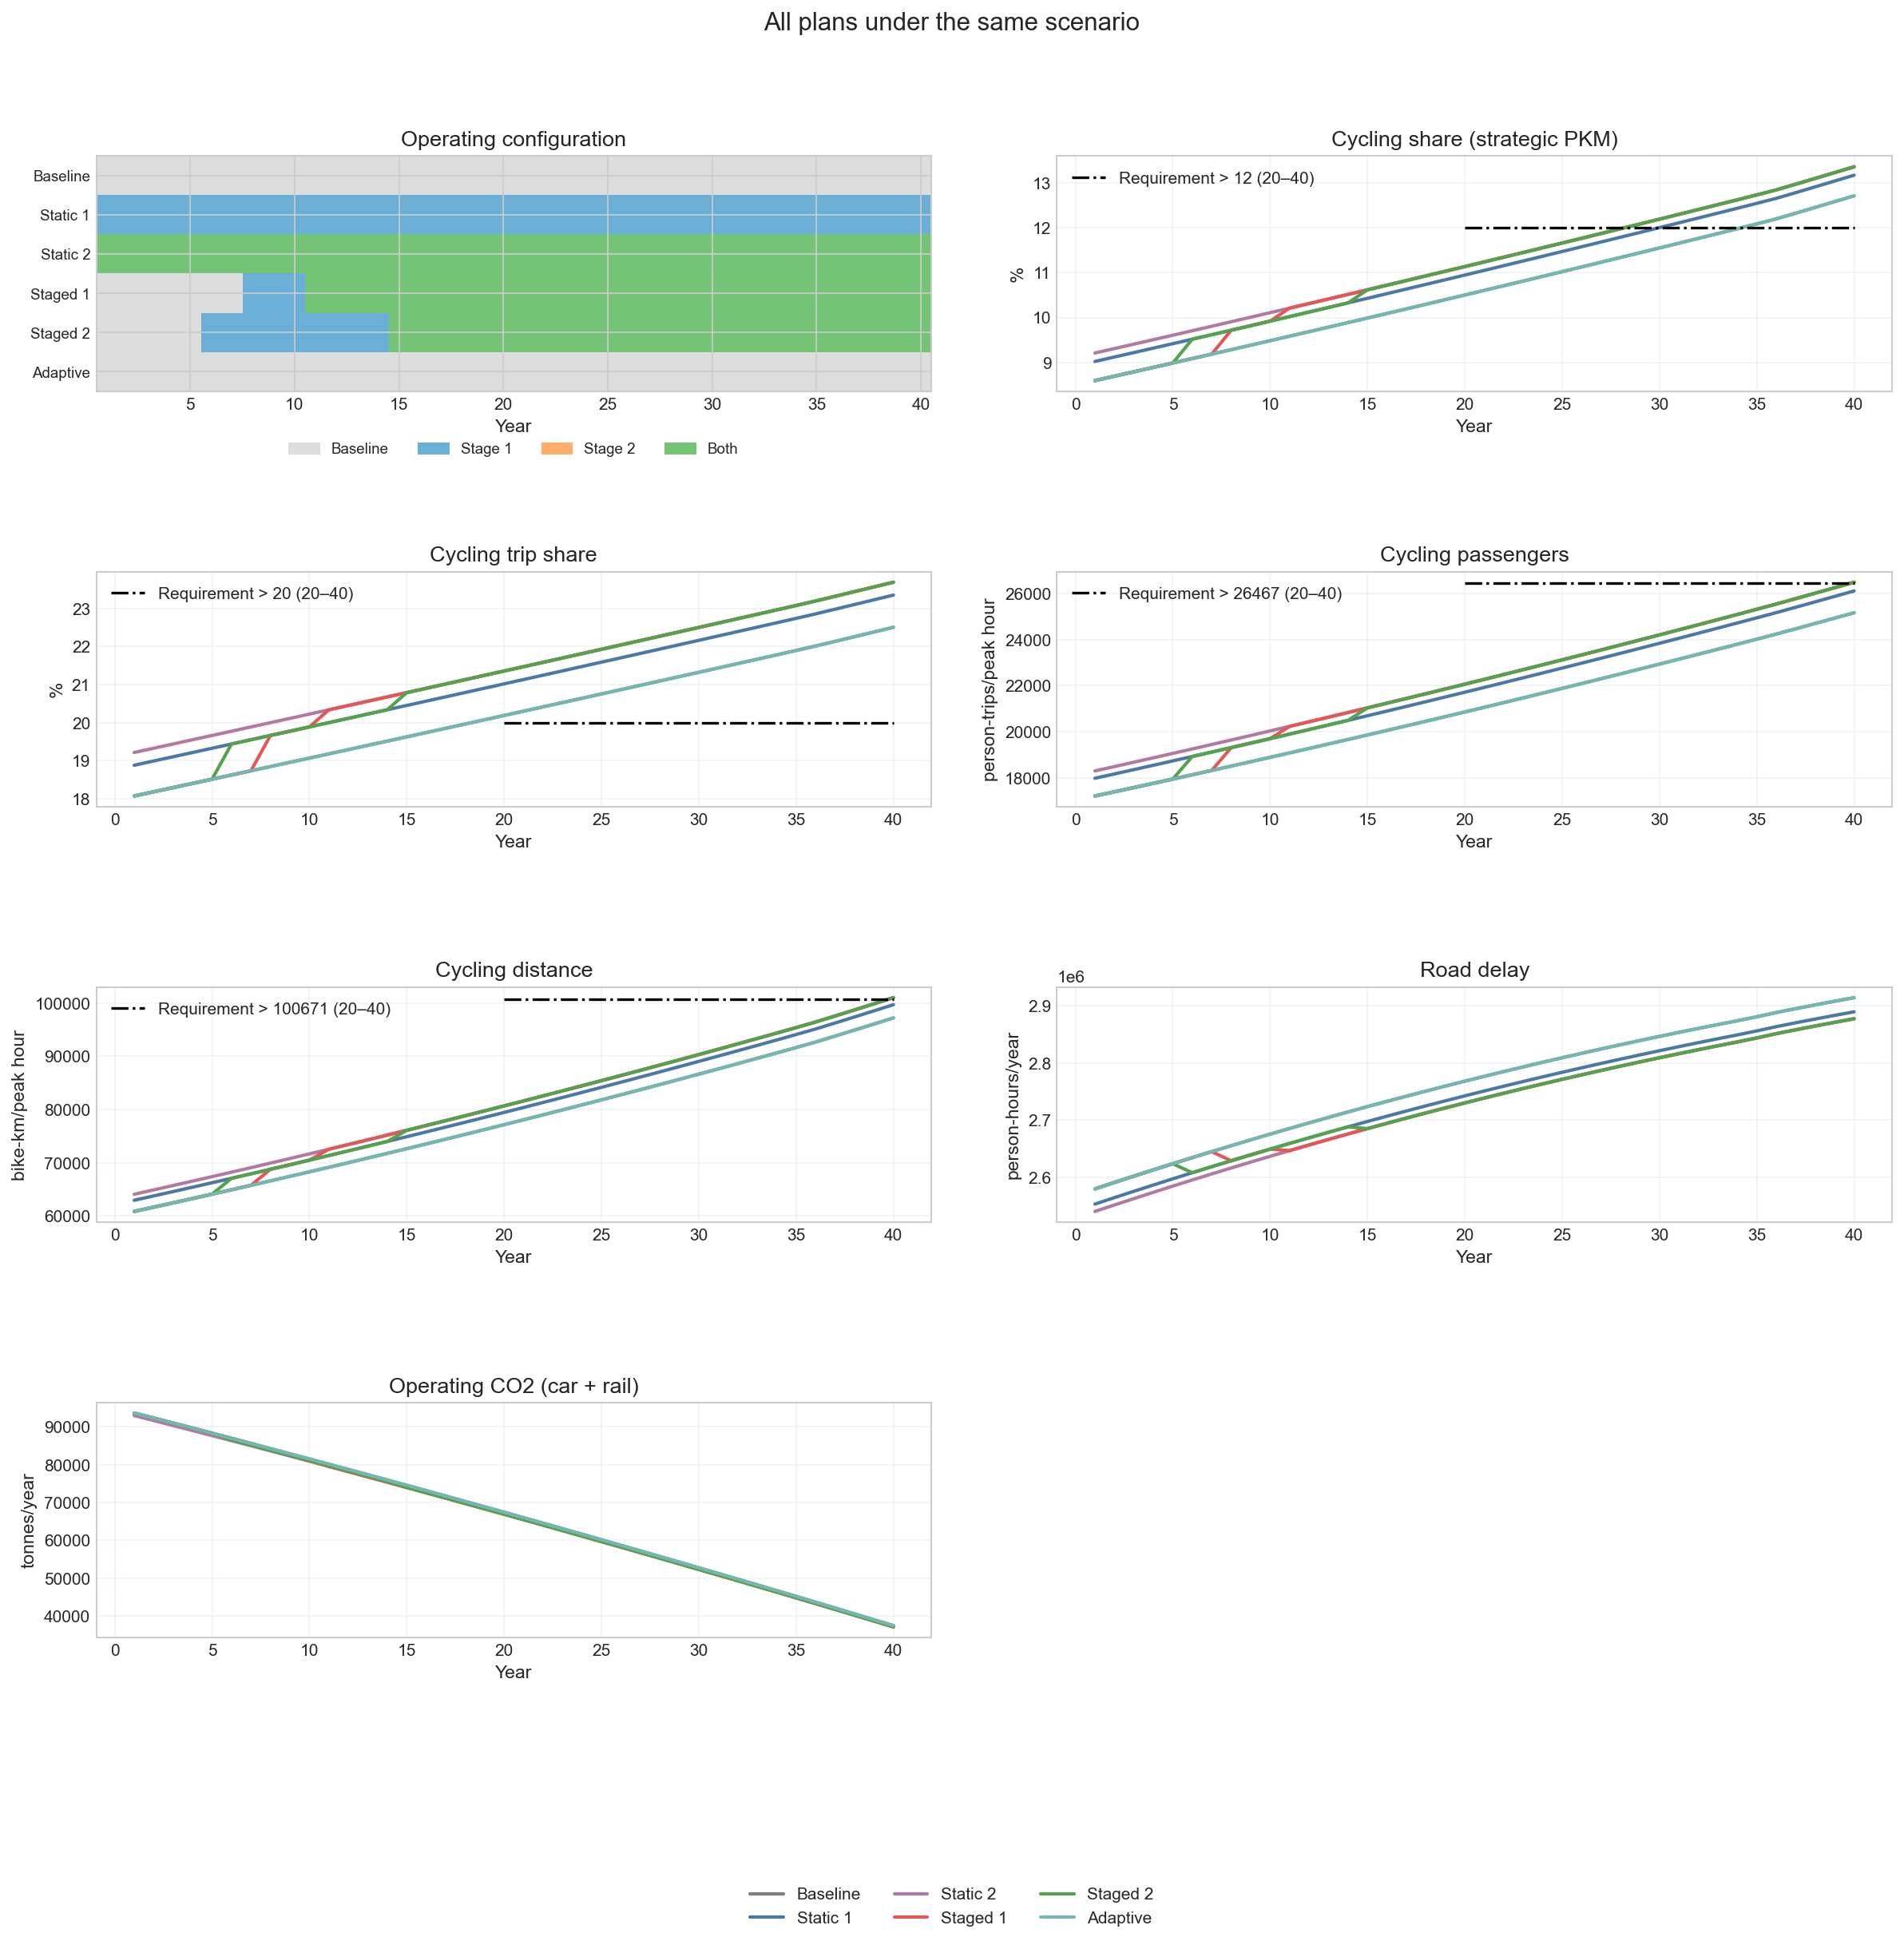 All plans under the same scenario
Operating configuration
Baseline
Static 1
Static 2
Staged 1
Staged 2
Adaptive
5 10 15 20 25 30 35 40
Year
Baseline Stage 1 Stage 2 Both
Cycling share (strategic PKM)
Requirement > 12 (20–40)
%
13
12
11
10
9
0 5 10 15 20 25 30 35 40
Year
Cycling trip share
Requirement > 20 (20–40)
%
23
22
21
20
19
18
0 5 10 15 20 25 30 35 40
Year
Cycling passengers
Requirement > 26467 (20–40)
person-trips/peak hour
26000
24000
22000
20000
18000
0 5 10 15 20 25 30 35 40
Year
Cycling distance
Requirement > 100671 (20–40)
bike-km/peak hour
100000
90000
80000
70000
60000
0 5 10 15 20 25 30 35 40
Year
Road delay
1e6
person-hours/year
2.9
2.8
2.7
2.6
0 5 10 15 20 25 30 35 40
Year
Operating CO2 (car + rail)
tonnes/year
90000
80000
70000
60000
50000
40000
0 5 10 15 20 25 30 35 40
Year
Baseline Static 2 Staged 2
Static 1 Staged 1 Adaptive